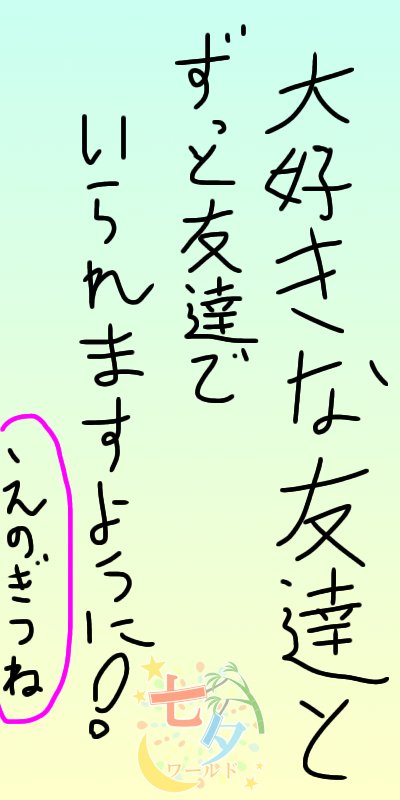 大好きな友達と
ずっと友達で
いられますように!
えのぎつね
七夕
ワールド